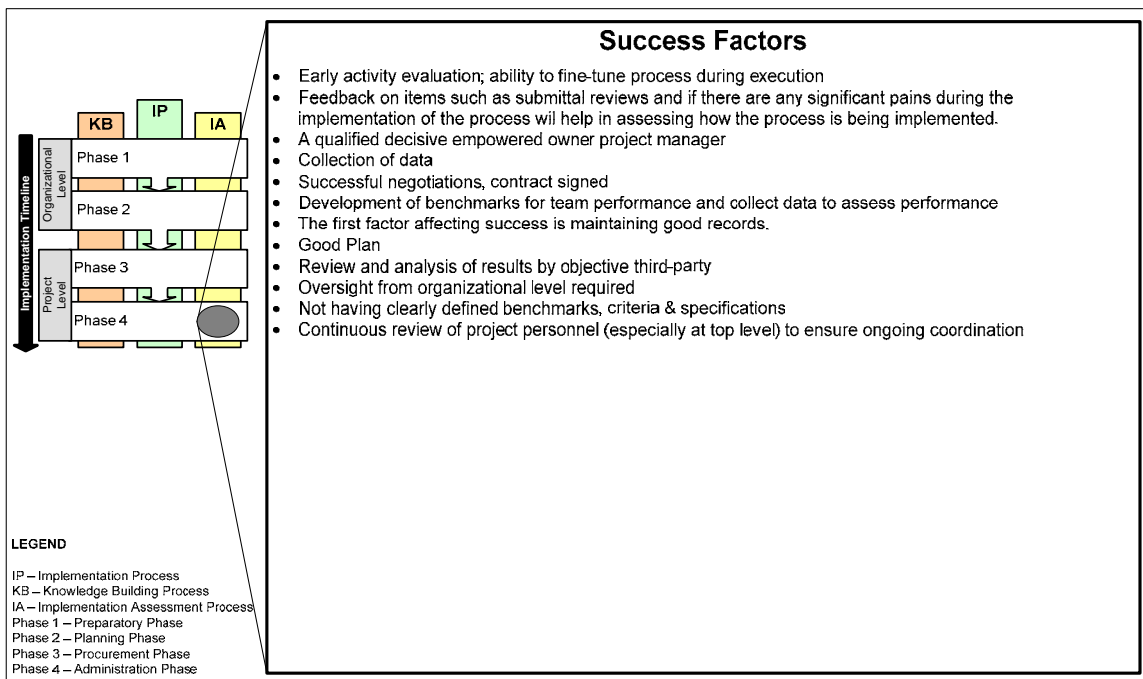 Success Factors
• Early activity evaluation; ability to fine-tune process during execution
• Feedback on items such as submittal reviews and if there are any significant pains during the
implementation of the process wil help in assessing how the process is being implemented.
• A qualified decisive empowered owner project manager
• Collection of data
• Successful negotiations, contract signed
• Development of benchmarks for team performance and collect data to assess performance
• The first factor affecting success is maintaining good records.
• Good Plan
• Review and analysis of results by objective third-party
• Oversight from organizational level required
• Not having clearly defined benchmarks, criteria & specifications
• Continuous review of project personnel (especially at top level) to ensure ongoing coordination
KB
IP
IA
Implementation Timeline
Organizational
Level
Phase 1
Phase 2
Project
Level
Phase 3
Phase 4
LEGEND
IP – Implementation Process
KB – Knowledge Building Process
IA – Implementation Assessment Process
Phase 1 – Preparatory Phase
Phase 2 – Planning Phase
Phase 3 – Procurement Phase
Phase 4 – Administration Phase